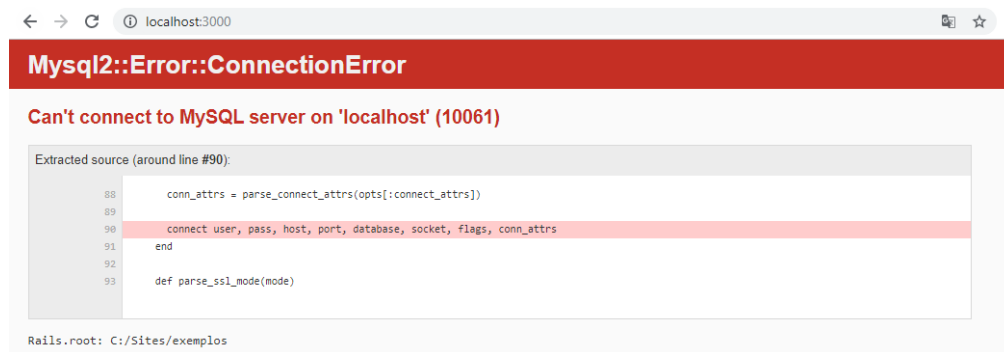 localhost:3000
Mysql2::Error::ConnectionError
Can't connect to MySQL server on 'localhost' (10061)
Extracted source (around line #90):
88 conn_attrs = parse_connect_attrs(opts[:connect_attrs])
89
90 connect user, pass, host, port, database, socket, flags, conn_attrs
91 end
92
93 def parse_ssl_mode(mode)
Rails.root: C:/Sites/exemplos